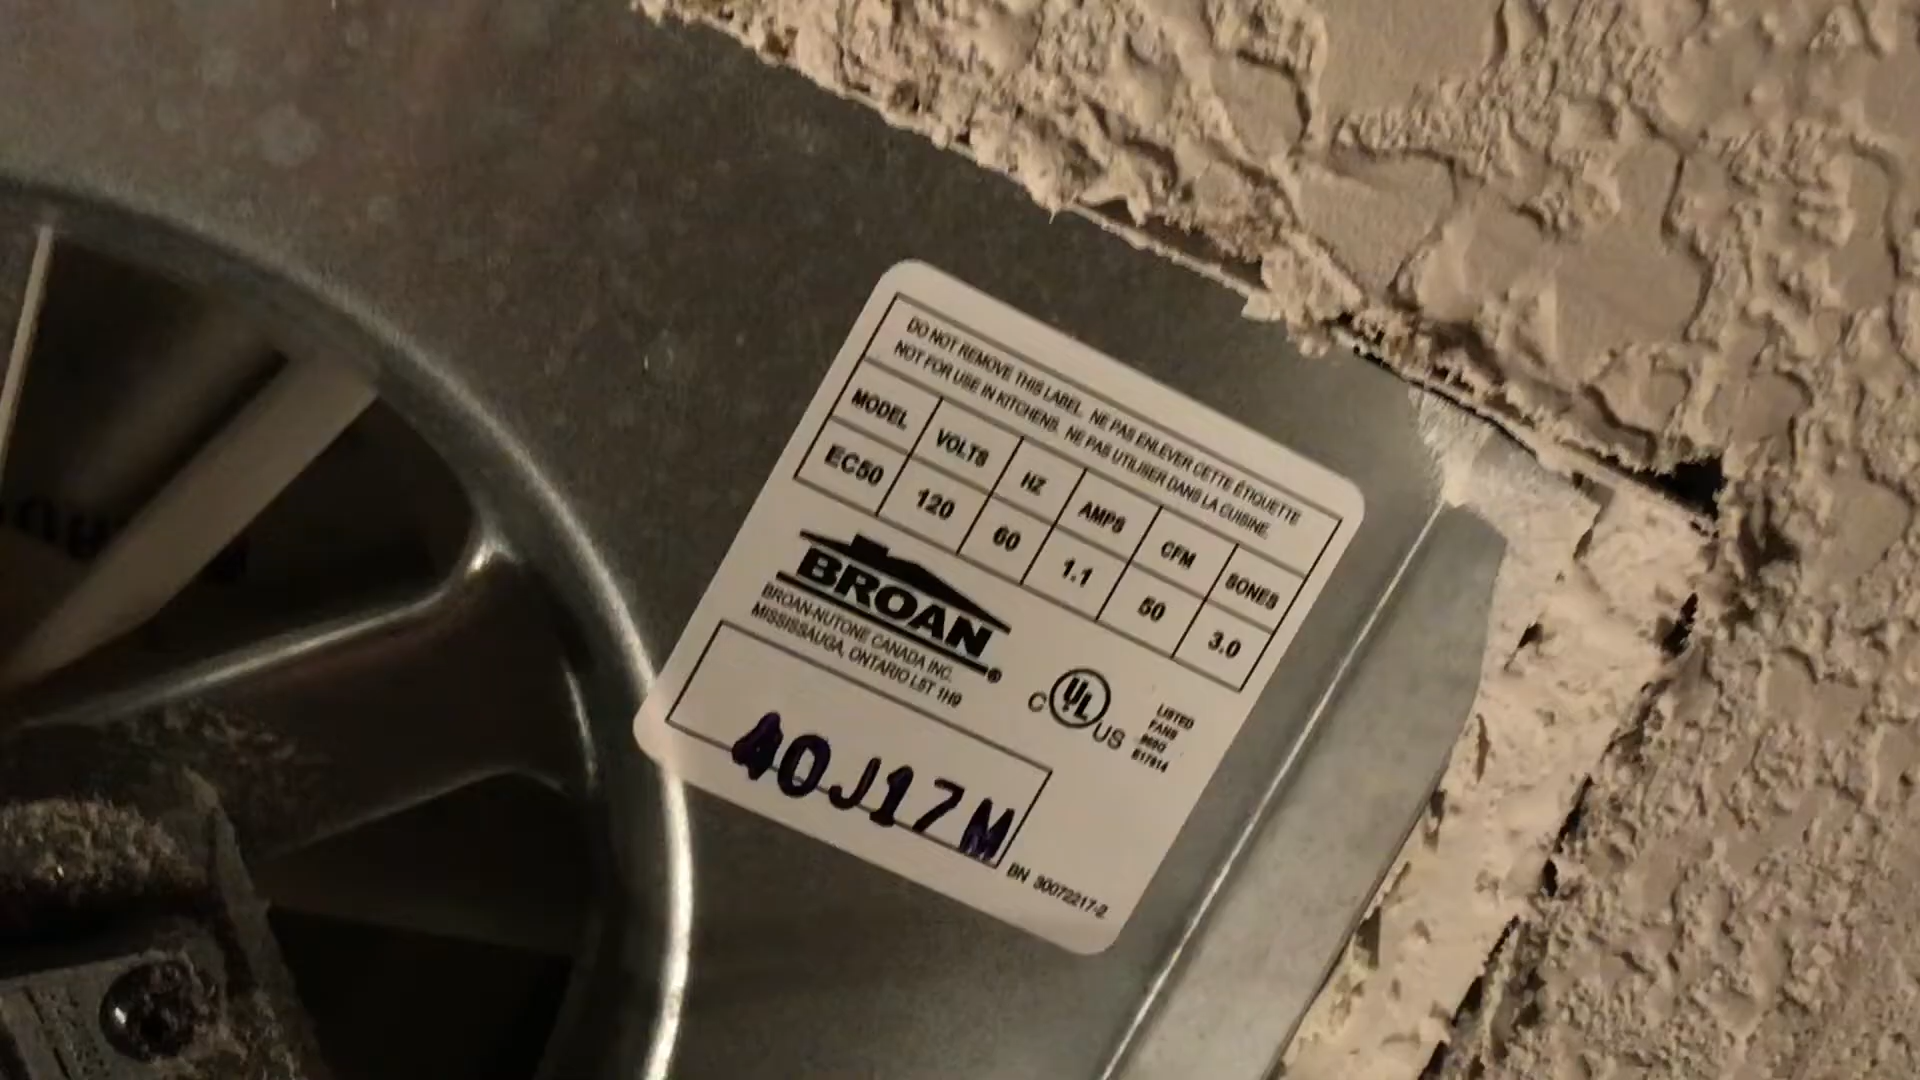 DO NOT REMOVE THIS LABEL. NE PAS ENLEVER CETTE ÉTIQUETTE
NOT FOR USE IN KITCHENS. NE PAS UTILISER DANS LA CUISINE.
MODEL VOLTS HZ AMPS CFM SONES
EC50 120 60 1.1 50 3.0
BROAN®
BROAN-NUTONE CANADA INC.
MISSISSAUGA, ONTARIO L5T 1H9
C UL US
LISTED
FANS
E17614
40J17M
BN 30072217-2